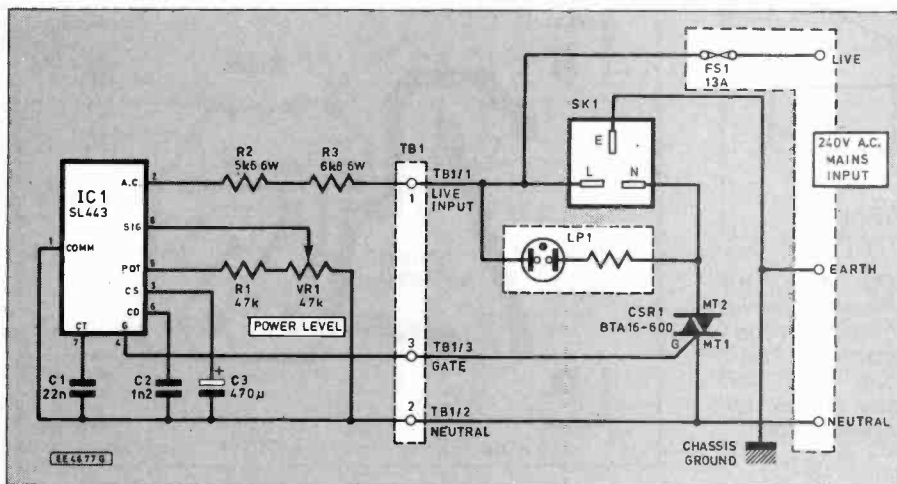 LIVE
FS1
13A
SK1
E
L
N
240V A.C.
MAINS
INPUT
R2
5k6 6W
R3
6k8 6W
TB1
TB1/1
1
LIVE
INPUT
IC1
SL443
A.C.
2
SIG
COMM
1
POT
5
CS
3
CD
6
CT
7
G
4
R1
47k
VR1
47k
POWER LEVEL
LP1
EARTH
CSR1
BTA16-600
MT2
G
MT1
3
TB1/3
GATE
C1
22n
C2
1n2
C3
470µ
+
2
TB1/2
NEUTRAL
NEUTRAL
CHASSIS
GROUND
EE4677G